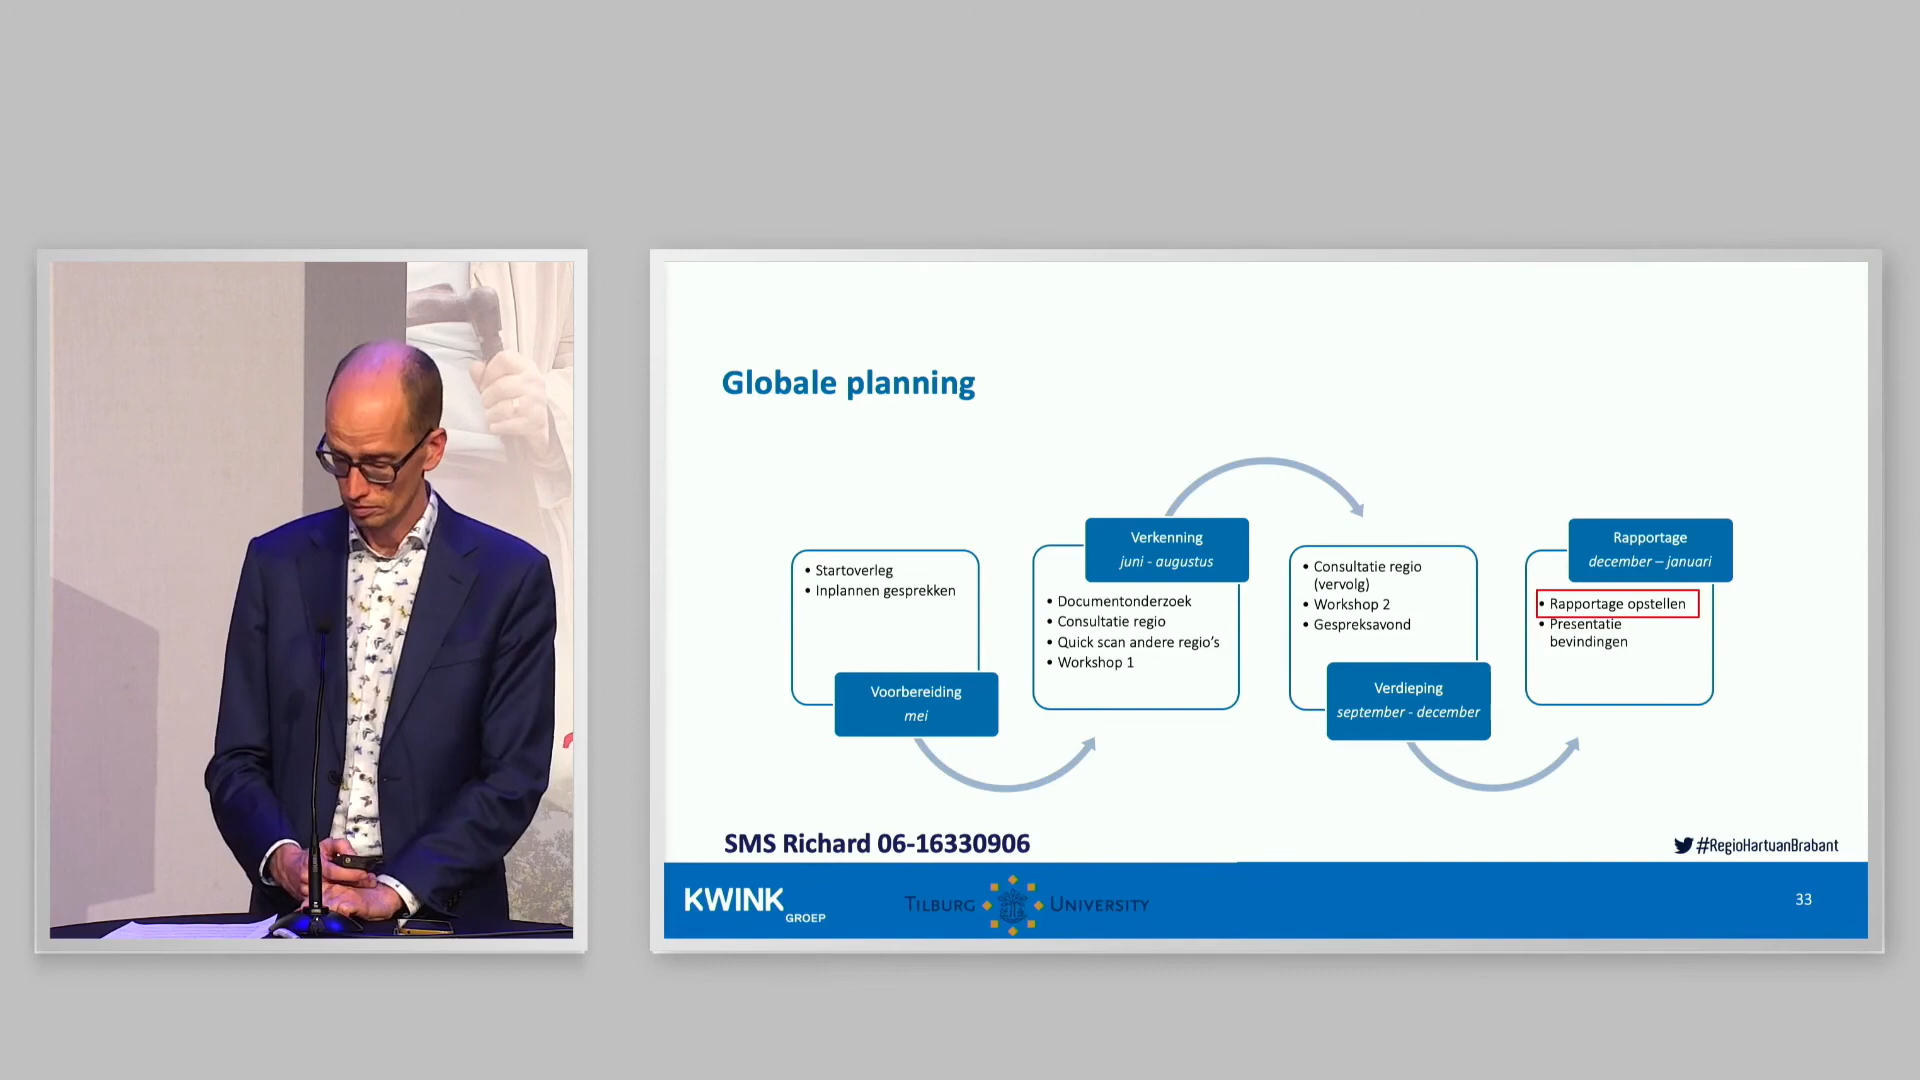 Globale planning
• Startoverleg
• Inplannen gesprekken
Voorbereiding
mei
Verkenning
juni - augustus
• Documentonderzoek
• Consultatie regio
• Quick scan andere regio's
• Workshop 1
• Consultatie regio
(vervolg)
• Workshop 2
• Gespreksavond
Verdieping
september - december
Rapportage
december – januari
• Rapportage opstellen
• Presentatie
bevindingen
SMS Richard 06-16330906
#RegioHartvanBrabant
KWINK
GROEP
TILBURG UNIVERSITY
33